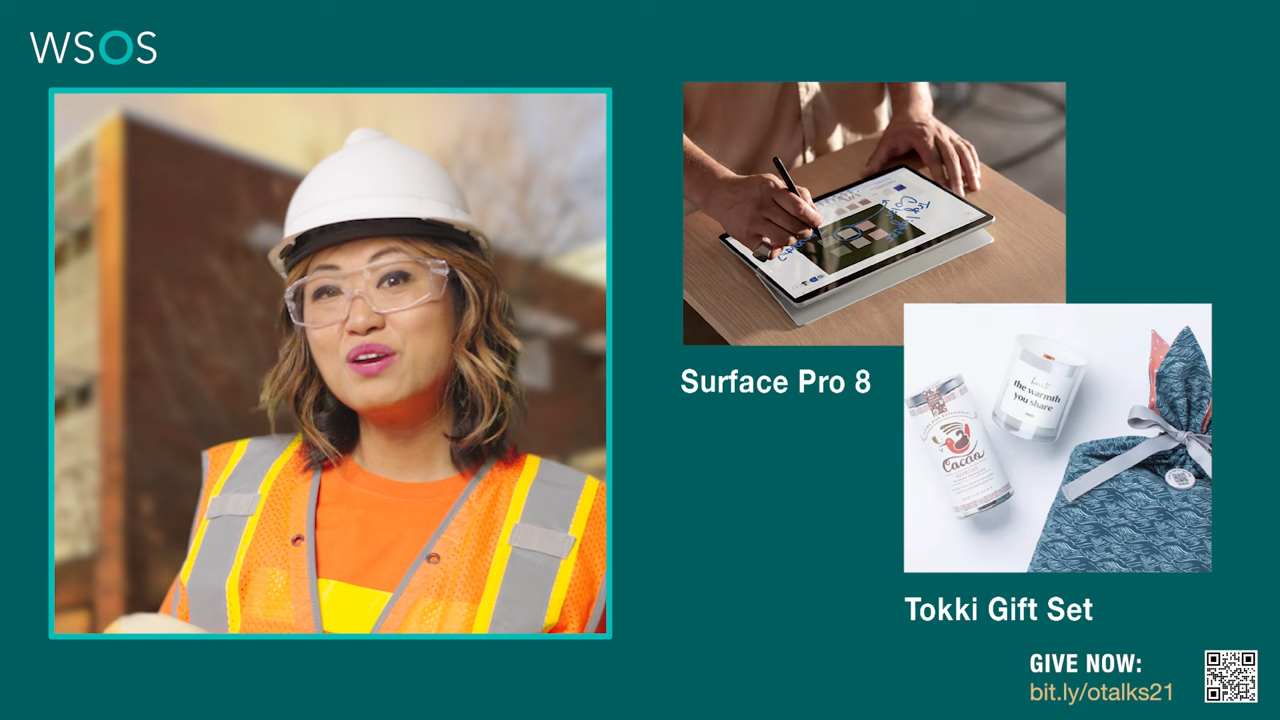 WSOS
Surface Pro 8
the warmth
you share
Cacao
Tokki Gift Set
GIVE NOW:
bit.ly/otalks21